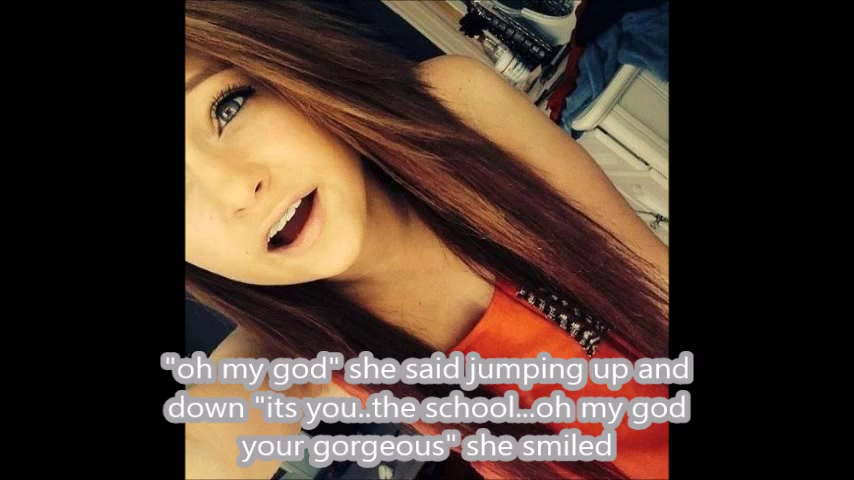 "oh my god" she said jumping up and
down "its you..the school...oh my god
your gorgeous" she smiled